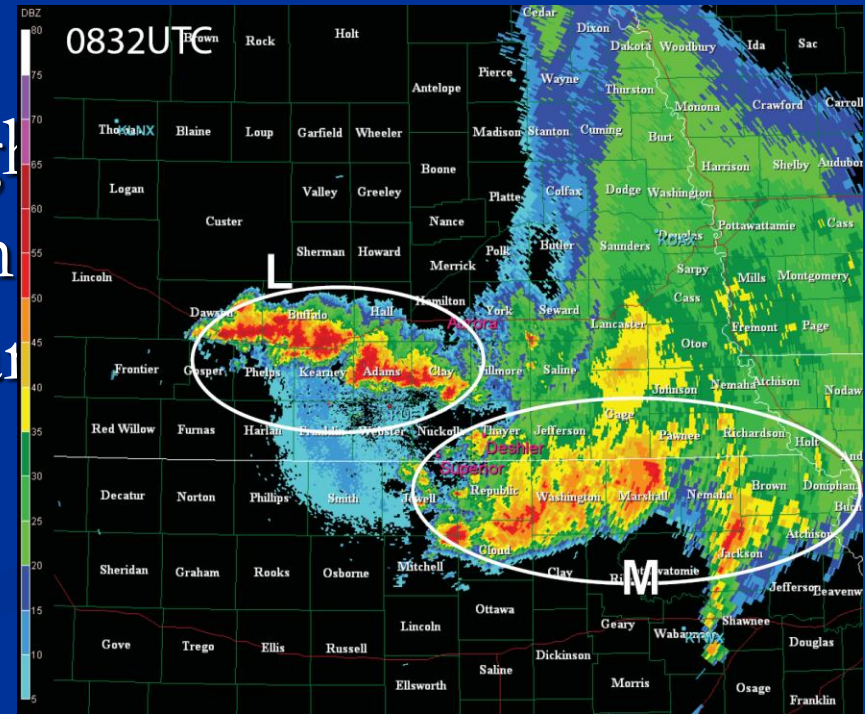 DBZ
80
0832UTC
Brown Rock Holt
Cedar
Dixon
Dakota Woodbury Ida Sac
75
Antelope Pierce Wayne
Thurston
70
KLNX Blaine Loup Garfield Wheeler
Madison Stanton Cuming
Burt
Monona Crawford Carroll
65
Boone
Harrison Shelby Audubon
Logan
Valley Greeley
Platte Colfax Dodge Washington
60
Custer
Nance
Butler Saunders
Douglas
KOAX
Pottawattamie Cass
55
Sherman Howard
Merrick
Polk
Sarpy
Lincoln
L
Mills Montgomery
50
Dawson Buffalo Hall
Hamilton
York Seward
Cass
Aurora
Lancaster
Otoe
Fremont Page
45
Frontier Gosper Phelps Kearney Adams Clay Fillmore Saline
Johnson Nemaha Atchison
40
Gage
Red Willow Furnas Harlan Franklin Webster Nuckolls Thayer Jefferson
Pawnee Richardson Holt
35
Deshler
Superior
30
Decatur Norton Phillips Smith Jewell Republic Washington Marshall Nemaha Brown Doniphan
25
Cloud
Atchison
Jackson
20
Sheridan Graham Rooks Osborne Mitchell
Clay
M
Jefferson Leavenw
15
Ottawa
Lincoln
Geary
KTWX
Shawnee
Douglas
Gove Trego Ellis Russell
10
Saline Dickinson
Ellsworth
Morris
Osage
Franklin
5